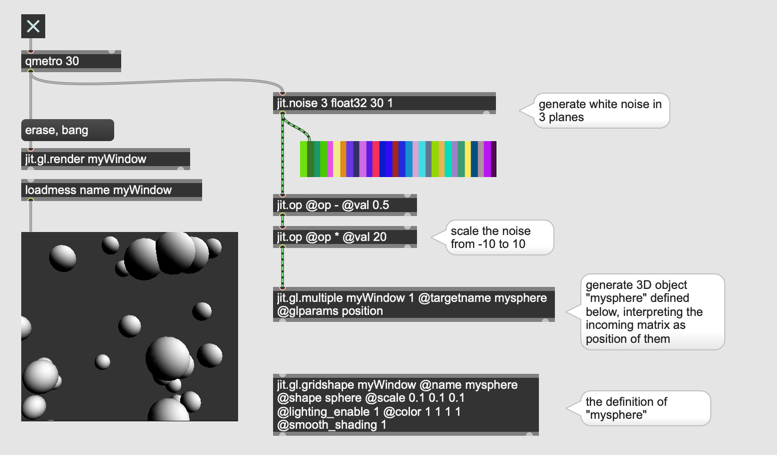 qmetro 30
jit.noise 3 float32 30 1
generate white noise in
3 planes
erase, bang
jit.gl.render myWindow
loadmess name myWindow
jit.op @op - @val 0.5
jit.op @op * @val 20
scale the noise
from -10 to 10
jit.gl.multiple myWindow 1 @targetname mysphere
@glparams position
generate 3D object
"mysphere" defined
below, interpreting the
incoming matrix as
position of them
jit.gl.gridshape myWindow @name mysphere
@shape sphere @scale 0.1 0.1 0.1
@lighting_enable 1 @color 1 1 1 1
@smooth_shading 1
the definition of
"mysphere"